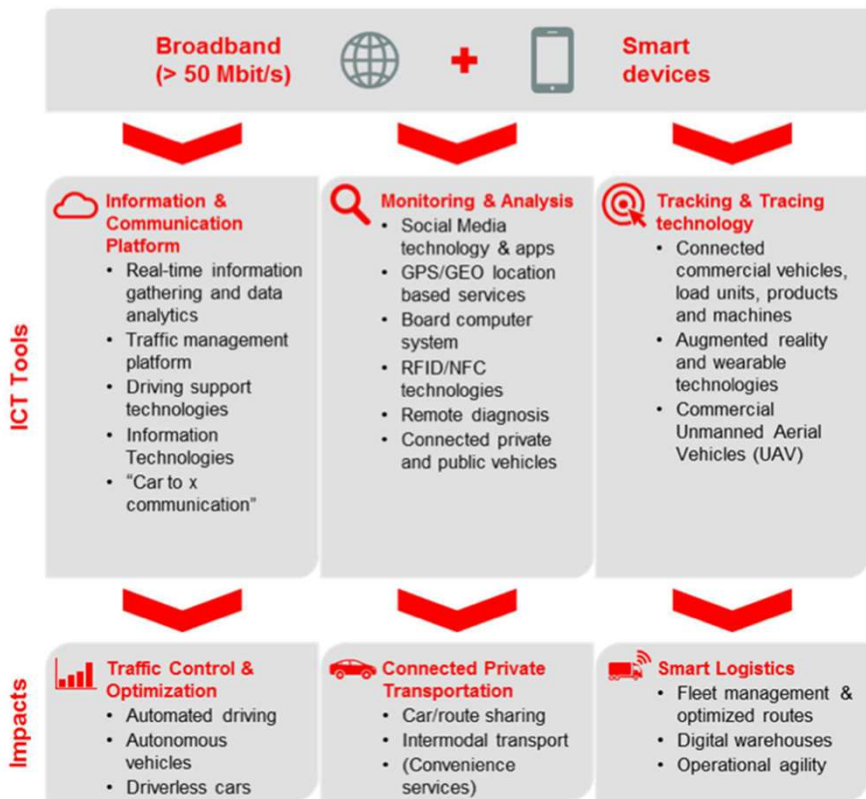 Broadband
(> 50 Mbit/s)
Smart
devices
ICT Tools
Information &
Communication
Platform
• Real-time information
gathering and data
analytics
• Traffic management
platform
• Driving support
technologies
• Information
Technologies
• “Car to x
communication”
Monitoring & Analysis
• Social Media
technology & apps
• GPS/GEO location
based services
• Board computer
system
• RFID/NFC
technologies
• Remote diagnosis
• Connected private
and public vehicles
Tracking & Tracing
technology
• Connected
commercial vehicles,
load units, products
and machines
• Augmented reality
and wearable
technologies
• Commercial
Unmanned Aerial
Vehicles (UAV)
Impacts
Traffic Control &
Optimization
• Automated driving
• Autonomous
vehicles
• Driverless cars
Connected Private
Transportation
• Car/route sharing
• Intermodal transport
• (Convenience
services)
Smart Logistics
• Fleet management &
optimized routes
• Digital warehouses
• Operational agility